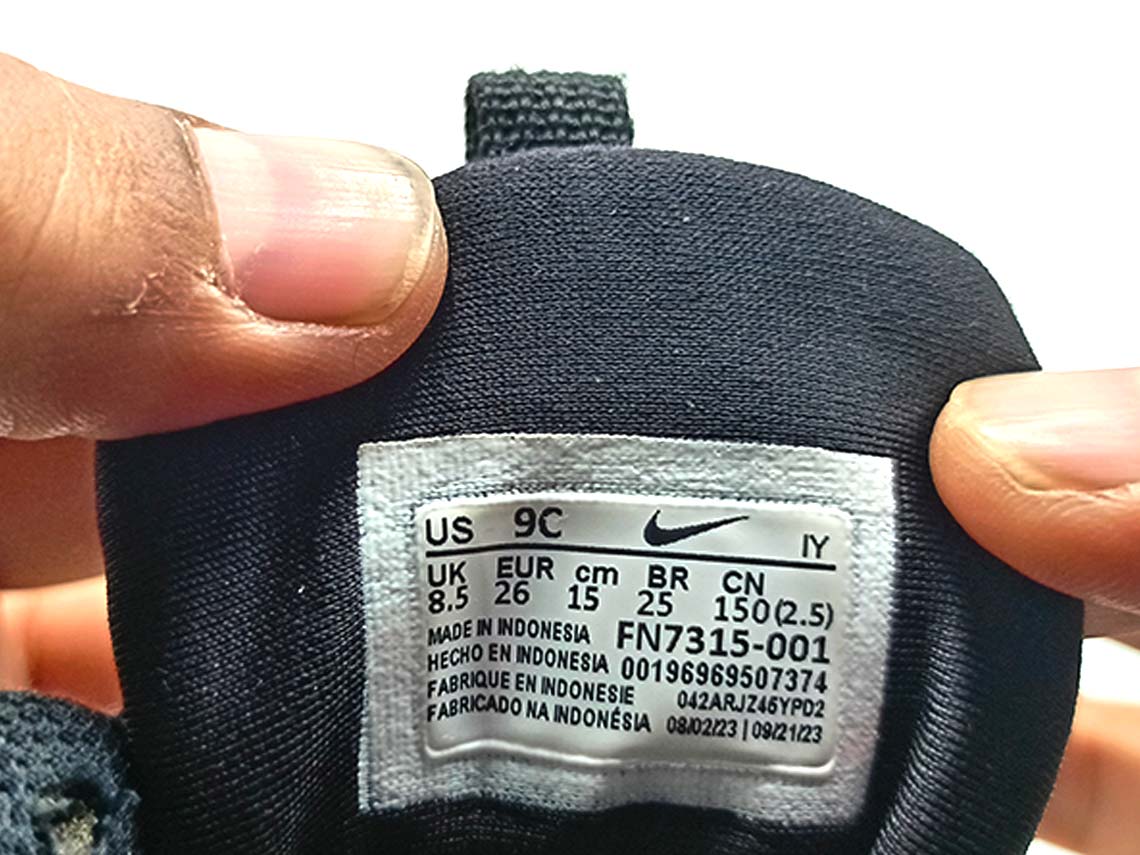 US 9C IY
UK EUR cm BR CN
8.5 26 15 25 150(2.5)
MADE IN INDONESIA FN7315-001
HECHO EN INDONESIA 00196969507374
FABRIQUE EN INDONESIE 042ARJZ46YPD2
FABRICADO NA INDONÉSIA 08/02/23 | 09/21/23